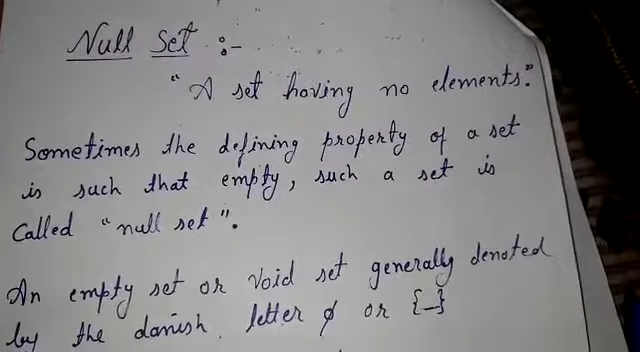 Null Set :-
"A set having no elements."
Sometimes the defining property of a set
is such that empty, such a set is
called "null set".
An empty set or void set generally denoted
by the danish letter ϕ or {_}